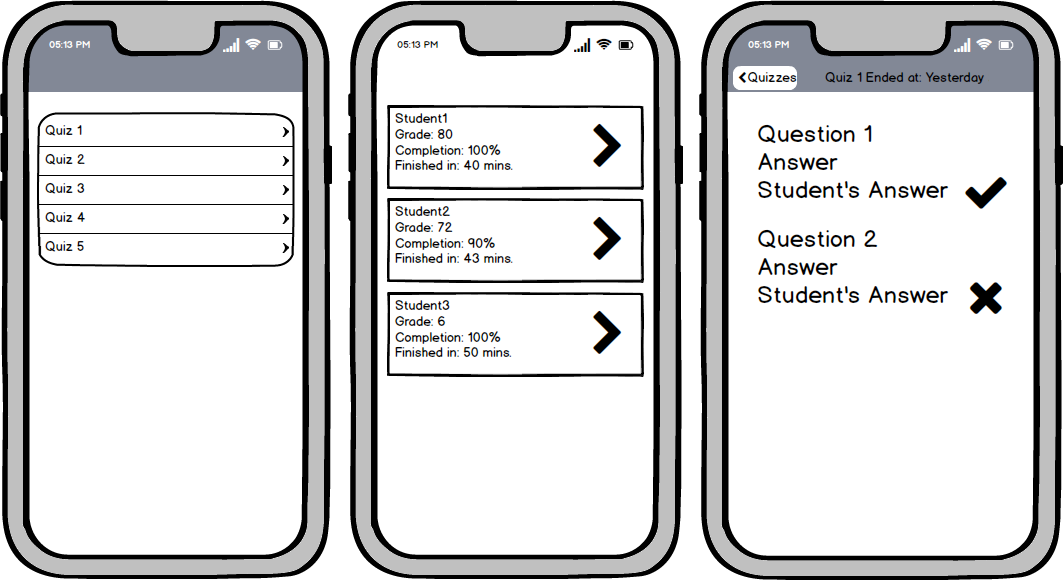 05:13 PM
Quiz 1
Quiz 2
Quiz 3
Quiz 4
Quiz 5
05:13 PM
Student1
Grade: 80
Completion: 100%
Finished in: 40 mins.
Student2
Grade: 72
Completion: 90%
Finished in: 43 mins.
Student3
Grade: 6
Completion: 100%
Finished in: 50 mins.
05:13 PM
Quizzes
Quiz 1 Ended at: Yesterday
Question 1
Answer
Student's Answer
Question 2
Answer
Student's Answer